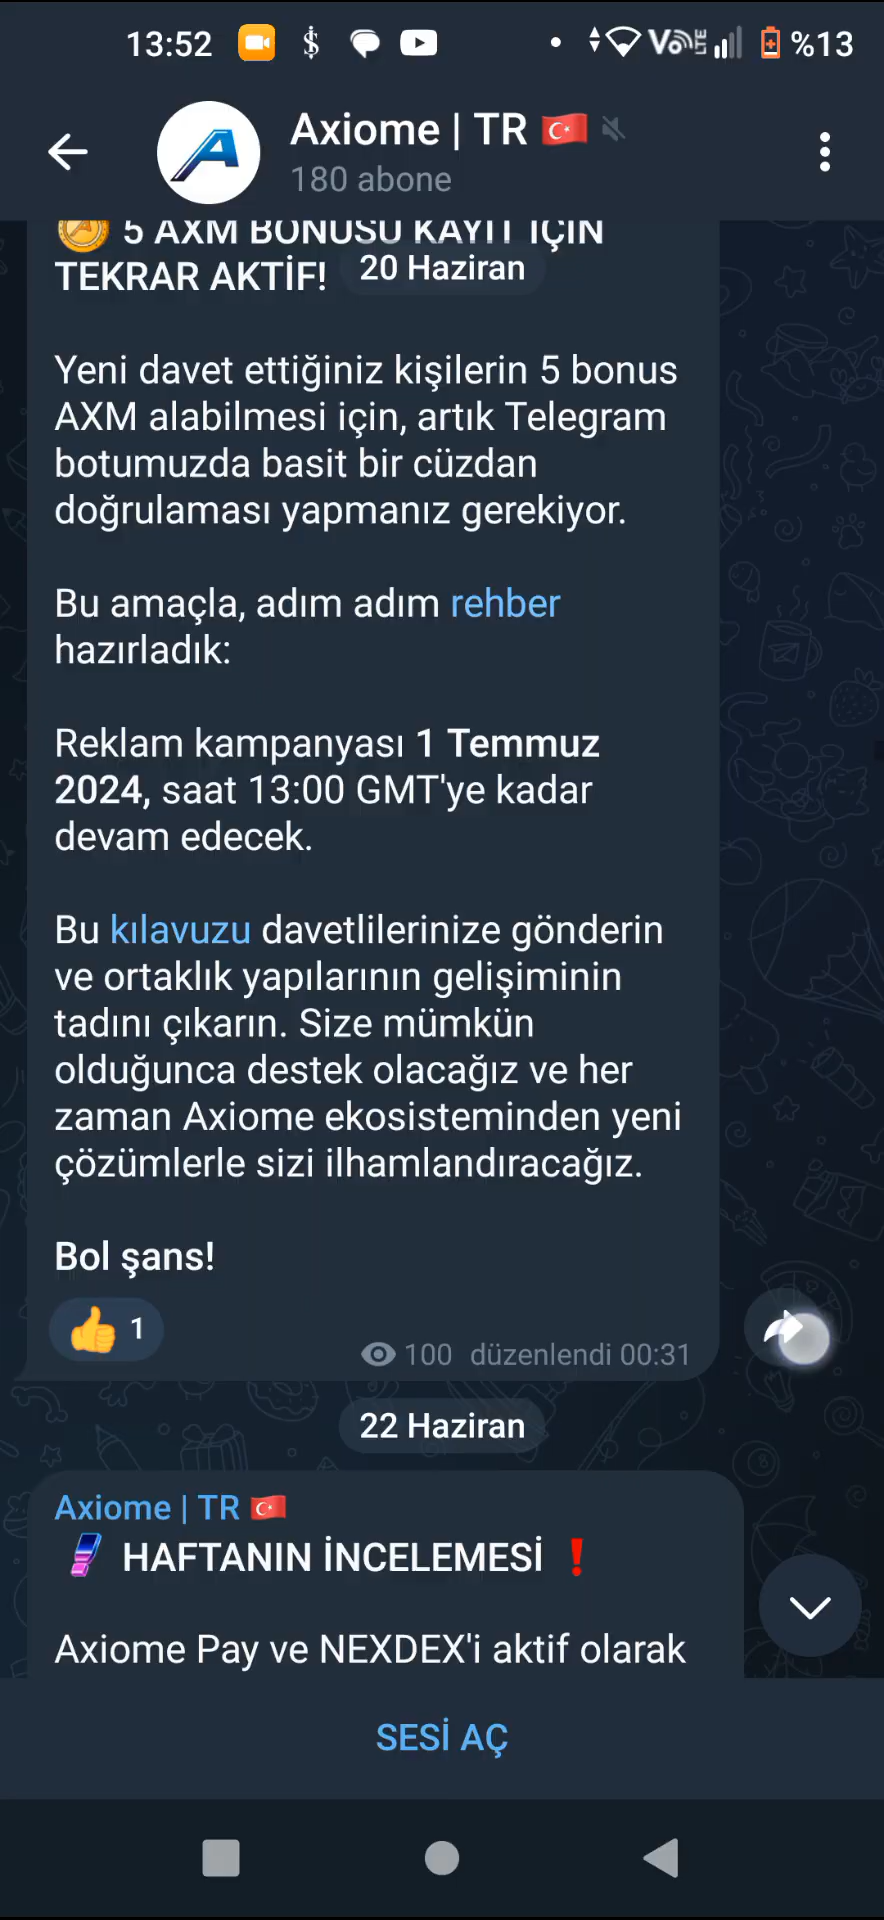 13:52
VoLTE
%13
Axiome | TR
180 abone
5 AXM BONUSU KAYIT İÇİN
TEKRAR AKTİF!
20 Haziran
Yeni davet ettiğiniz kişilerin 5 bonus
AXM alabilmesi için, artık Telegram
botumuzda basit bir cüzdan
doğrulaması yapmanız gerekiyor.
Bu amaçla, adım adım rehber
hazırladık:
Reklam kampanyası 1 Temmuz
2024, saat 13:00 GMT'ye kadar
devam edecek.
Bu kılavuzu davetlilerinize gönderin
ve ortaklık yapılarının gelişiminin
tadını çıkarın. Size mümkün
olduğunca destek olacağız ve her
zaman Axiome ekosisteminden yeni
çözümlerle sizi ilhamlandıracağız.
Bol şans!
1
100 düzenlendi 00:31
22 Haziran
Axiome | TR
HAFTANIN İNCELEMESİ
Axiome Pay ve NEXDEX'i aktif olarak
SESİ AÇ